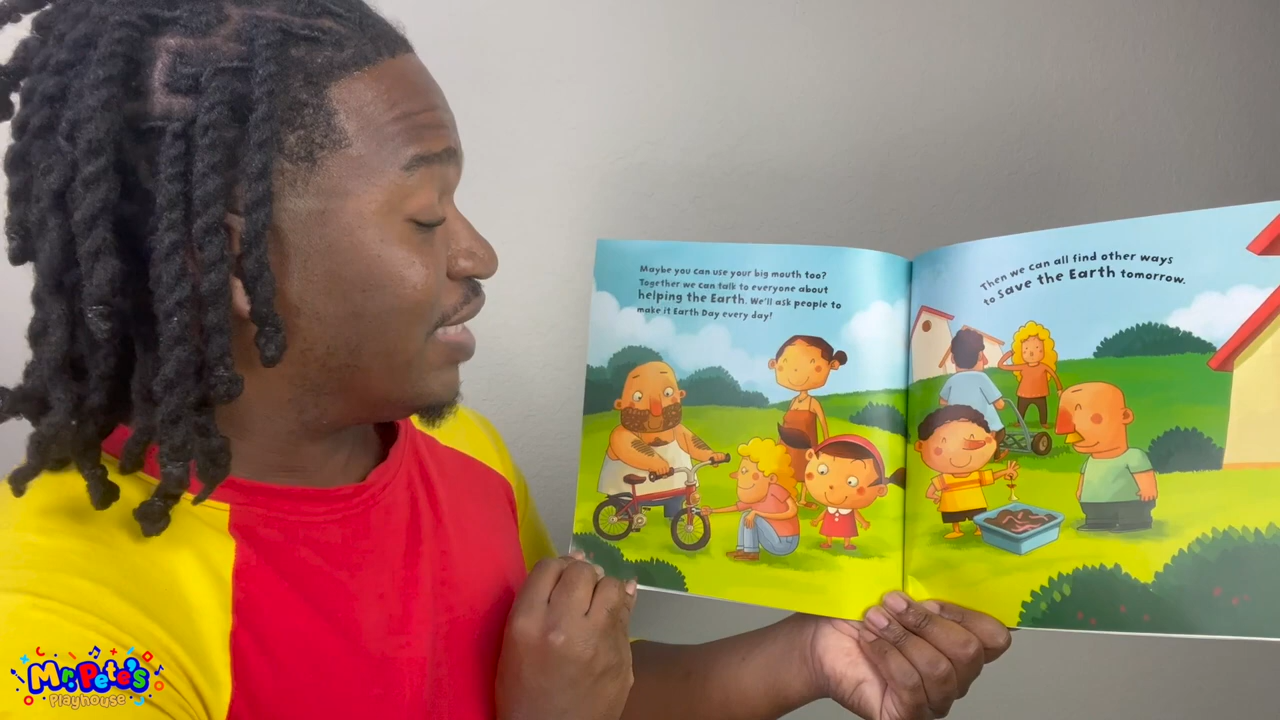 Maybe you can use your big mouth too?
Together we can talk to everyone about
helping the Earth. We'll ask people to
make it Earth Day every day!
Then we can all find other ways
to save the Earth tomorrow.
Mr. Pete's
Playhouse